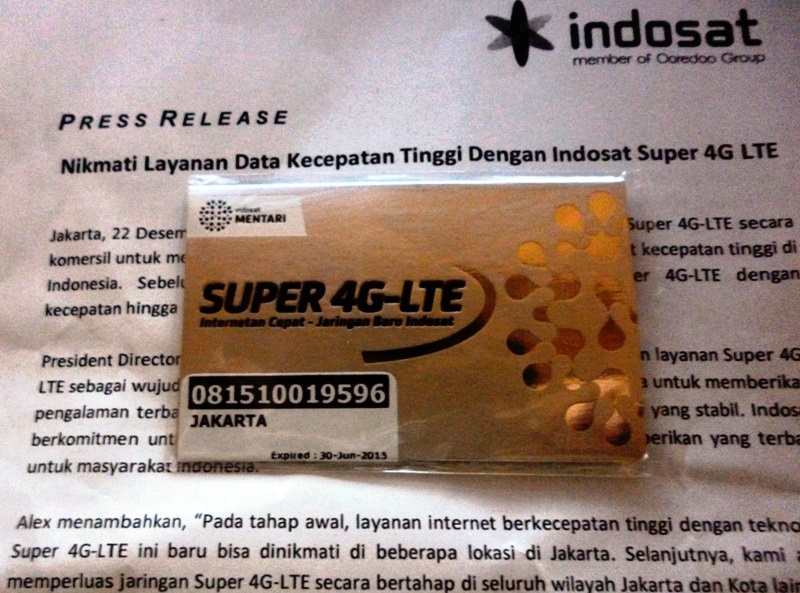 indosat
member of Ooredoo Group
PRESS RELEASE
Nikmati Layanan Data Kecepatan Tinggi Dengan Indosat Super 4G LTE
indosat
MENTARI
SUPER 4G-LTE
Internetan Cepat - Jaringan Baru Indosat
081510019596
JAKARTA
Expired : 30-Jun-2015
Jakarta, 22 Desem Super 4G-LTE secara
komersil untuk me t kecepatan tinggi di
Indonesia. Sebelu er 4G-LTE dengan
kecepatan hingga
President Director n layanan Super 4G
LTE sebagai wujud a untuk memberika
pengalaman terba yang stabil. Indosa
berkomitmen unt berikan yang terba
untuk masyarakat Indonesia.
Alex menambahkan, “Pada tahap awal, layanan internet berkecepatan tinggi dengan tekno
Super 4G-LTE ini baru bisa dinikmati di beberapa lokasi di Jakarta. Selanjutnya, kami a
memperluas jaringan Super 4G-LTE secara bertahap di seluruh wilayah Jakarta dan Kota lain